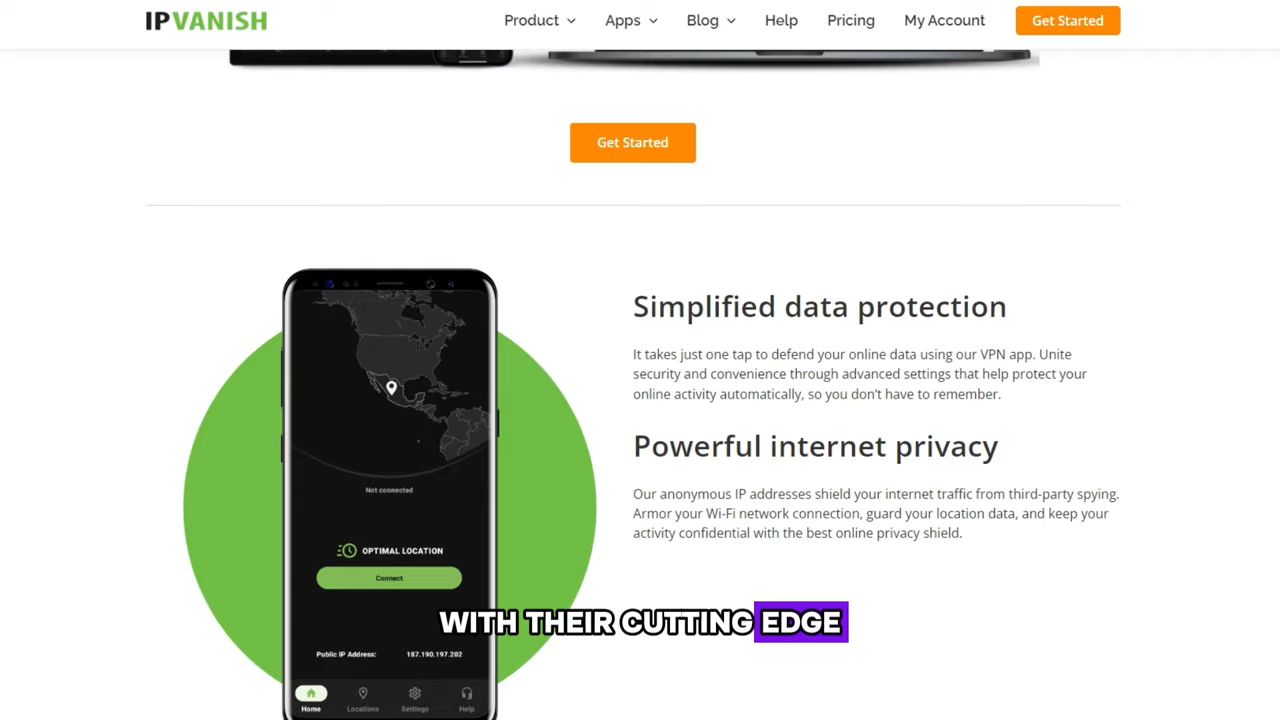 IPVANISH
Product
Apps
Blog
Help
Pricing
My Account
Get Started
Get Started
Simplified data protection
It takes just one tap to defend your online data using our VPN app. Unite
security and convenience through advanced settings that help protect your
online activity automatically, so you don’t have to remember.
Powerful internet privacy
Our anonymous IP addresses shield your internet traffic from third-party spying.
Armor your Wi-Fi network connection, guard your location data, and keep your
activity confidential with the best online privacy shield.
Not connected
OPTIMAL LOCATION
Connect
WITH THEIR CUTTING EDGE
Public IP Address: 187.190.197.202
Home
Locations
Settings
Help